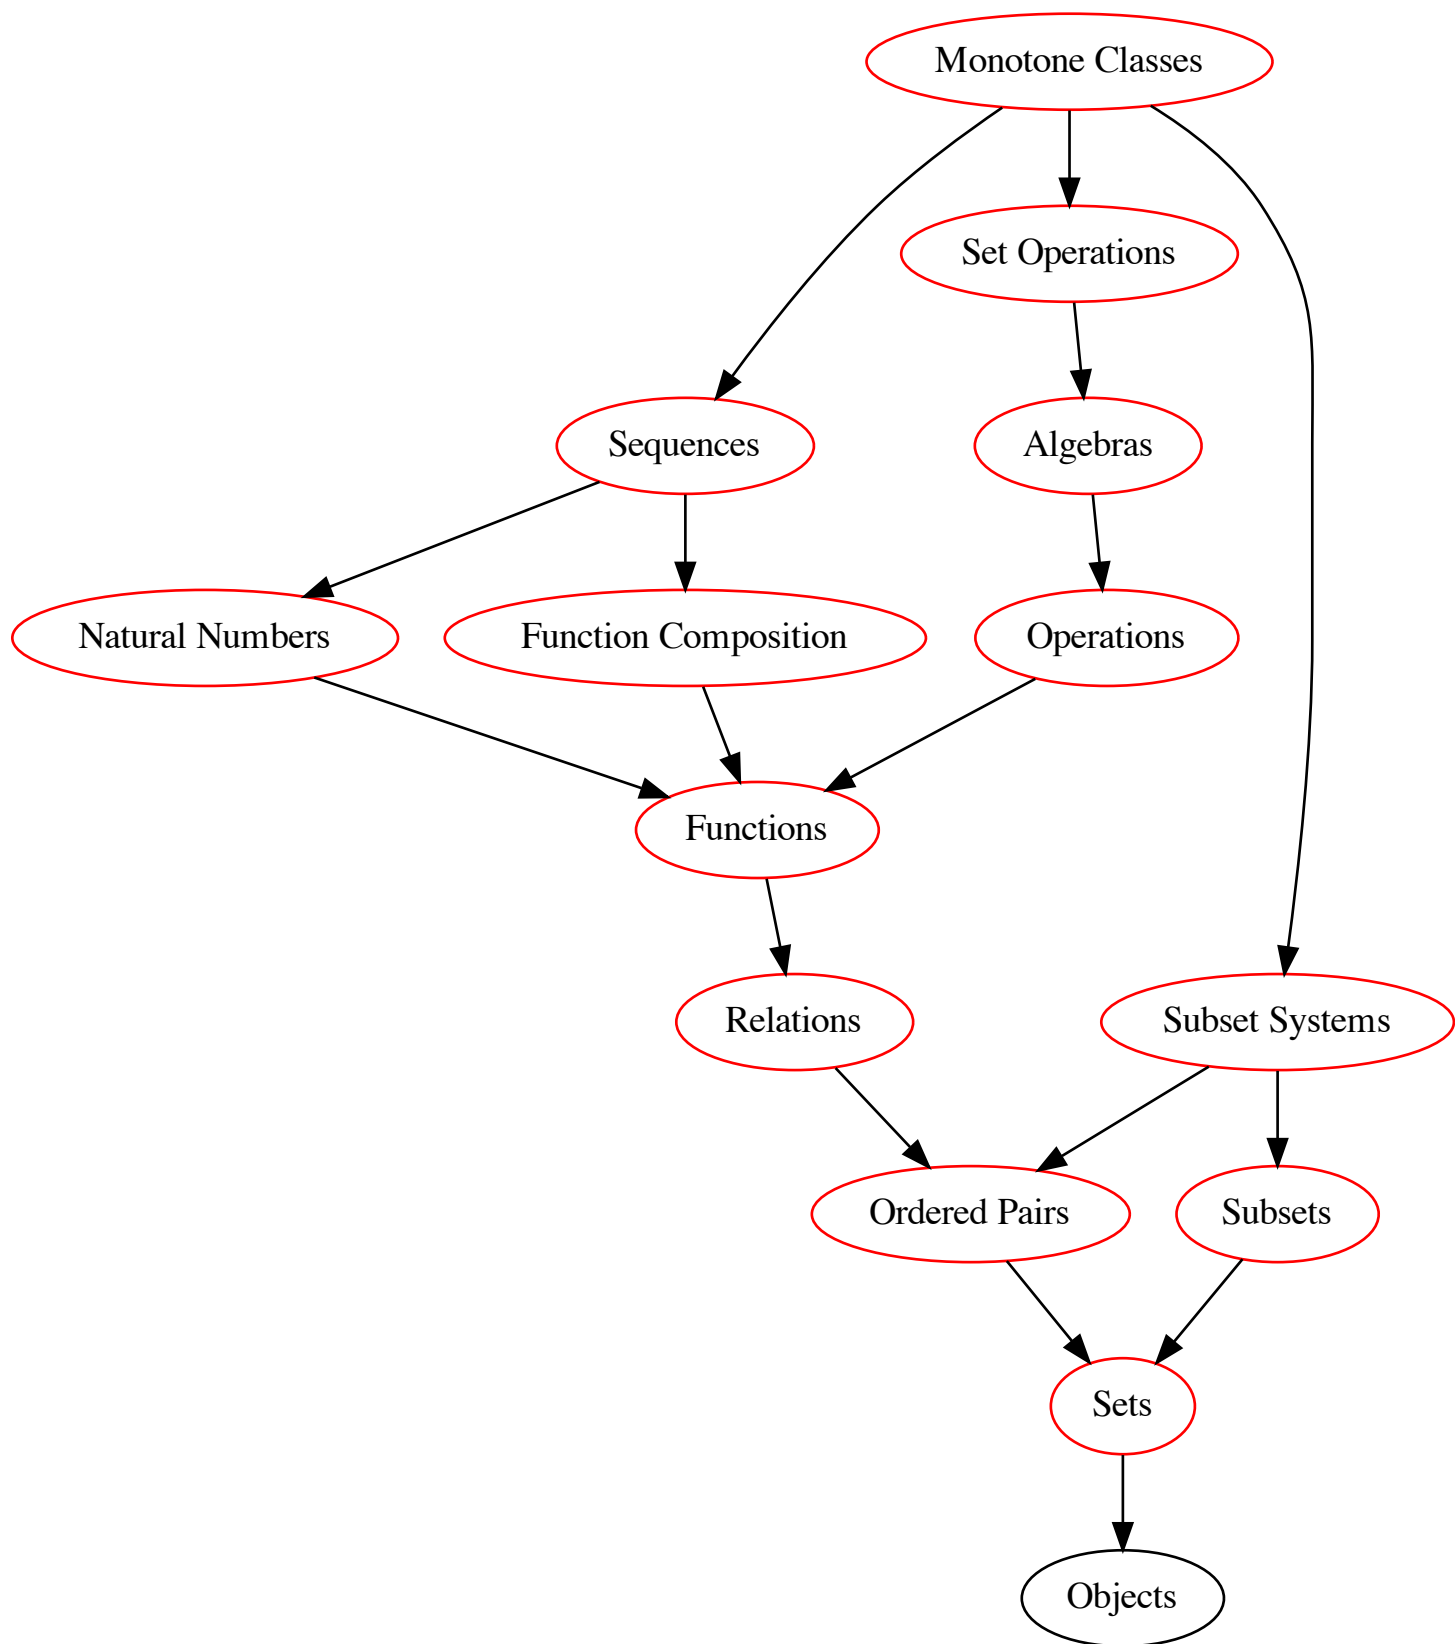 Monotone Classes
Set Operations
Sequences
Algebras
Natural Numbers
Function Composition
Operations
Functions
Relations
Subset Systems
Ordered Pairs
Subsets
Sets
Objects